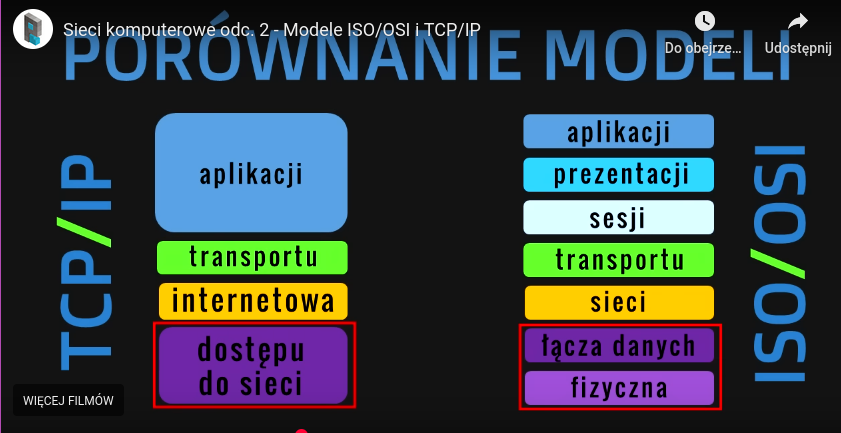 Sieci komputerowe odc. 2 - Modele ISO/OSI i TCP/IP
Do obejrze...
Udostępnij
PORÓWNANIE MODELI
TCP/IP
aplikacji
transportu
internetowa
dostępu
do sieci
aplikacji
prezentacji
sesji
transportu
sieci
łącza danych
fizyczna
ISO/OSI
WIĘCEJ FILMÓW